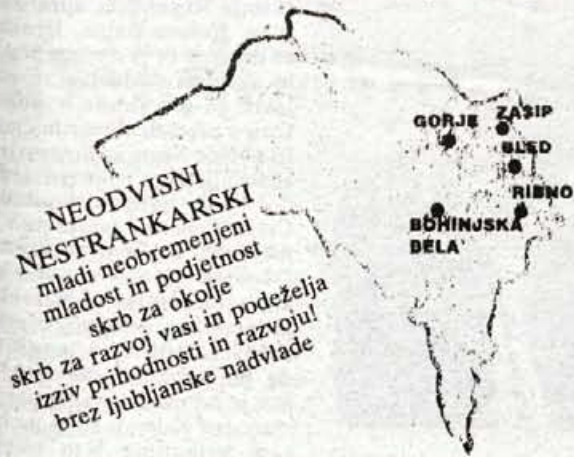 GORJE
ZASIP
BLED
RIBNO
BOHINJSKA
BELA
NEODVISNI
NESTRANKARSKI
mladi neobremenjeni
mladost in podjetnost
skrb za okolje
skrb za razvoj vasi in podeželja
izziv prihodnosti in razvoju!
brez ljubljanske nadvlade